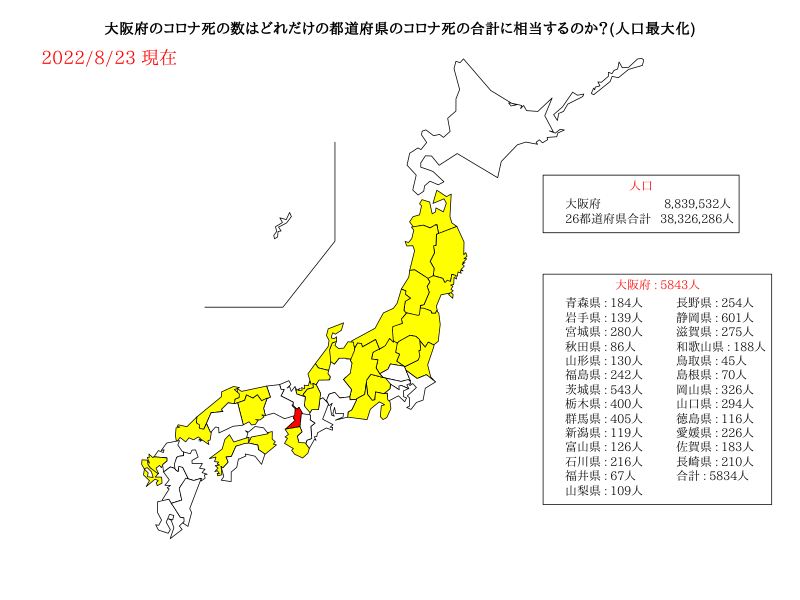 大阪府のコロナ死の数はどれだけの都道府県のコロナ死の合計に相当するのか?(人口最大化)
2022/8/23 現在
人口
大阪府 8,839,532人
26都道府県合計 38,326,286人
大阪府 : 5843人
青森県 : 184人 長野県 : 254人
岩手県 : 139人 静岡県 : 601人
宮城県 : 280人 滋賀県 : 275人
秋田県 : 86人 和歌山県 : 188人
山形県 : 130人 鳥取県 : 45人
福島県 : 242人 島根県 : 70人
茨城県 : 543人 岡山県 : 326人
栃木県 : 400人 山口県 : 294人
群馬県 : 405人 徳島県 : 116人
新潟県 : 119人 愛媛県 : 226人
富山県 : 126人 佐賀県 : 183人
石川県 : 216人 長崎県 : 210人
福井県 : 67人 合計 : 5834人
山梨県 : 109人